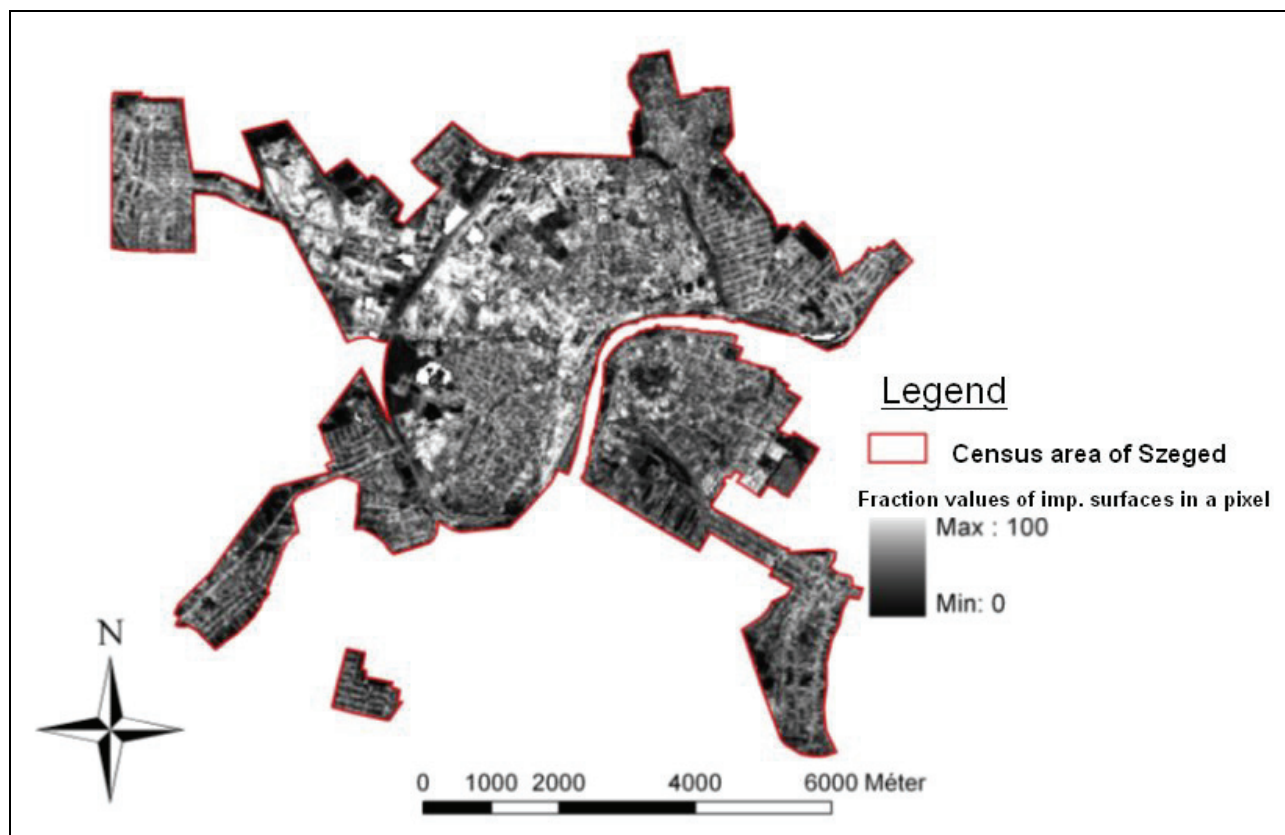 Legend
Census area of Szeged
Fraction values of imp. surfaces in a pixel
Max : 100
Min: 0
N
0 1000 2000 4000 6000 Méter